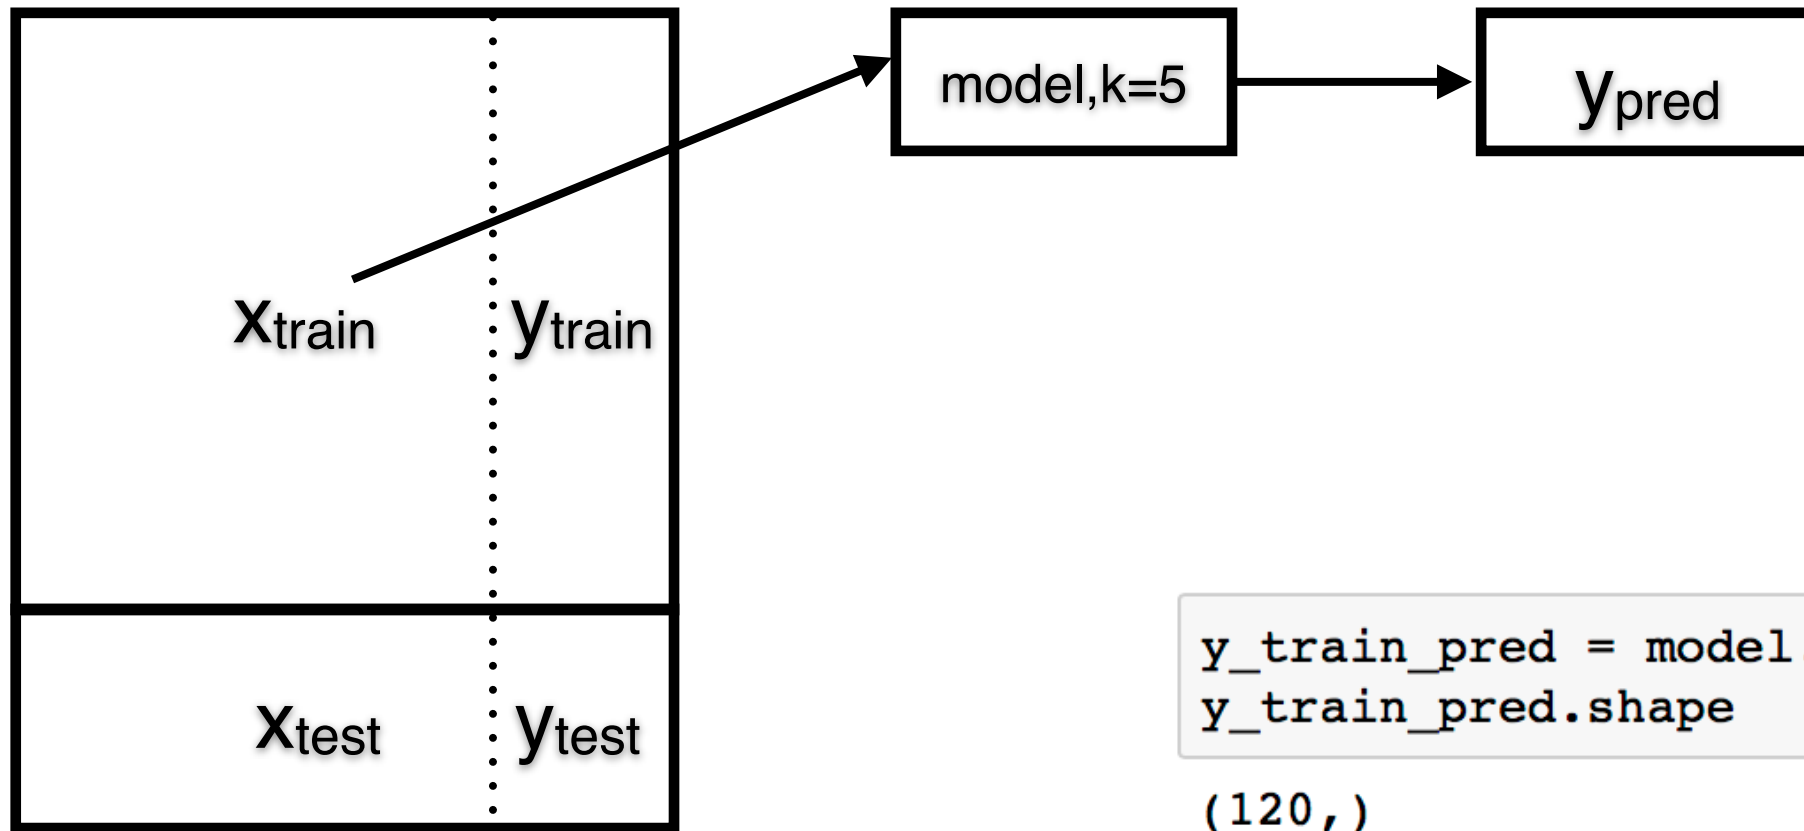 model,k=5
ypred
xtrain
ytrain
xtest
ytest
y_train_pred = model
y_train_pred.shape
(120,)